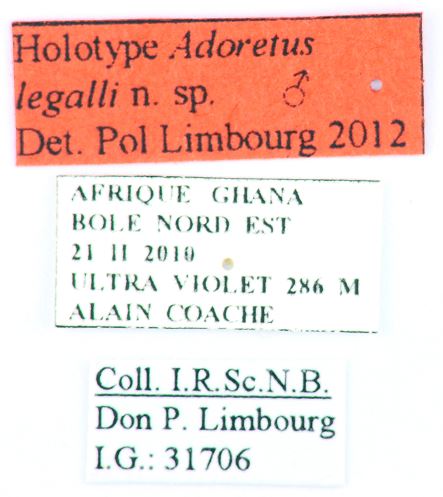 Holotype Adoretus
legalli n. sp. ♂
Det. Pol Limbourg 2012
AFRIQUE GHANA
BOLE NORD EST
21 II 2010
ULTRA VIOLET 286 M
ALAIN COACHE
Coll. I.R.Sc.N.B.
Don P. Limbourg
I.G.: 31706